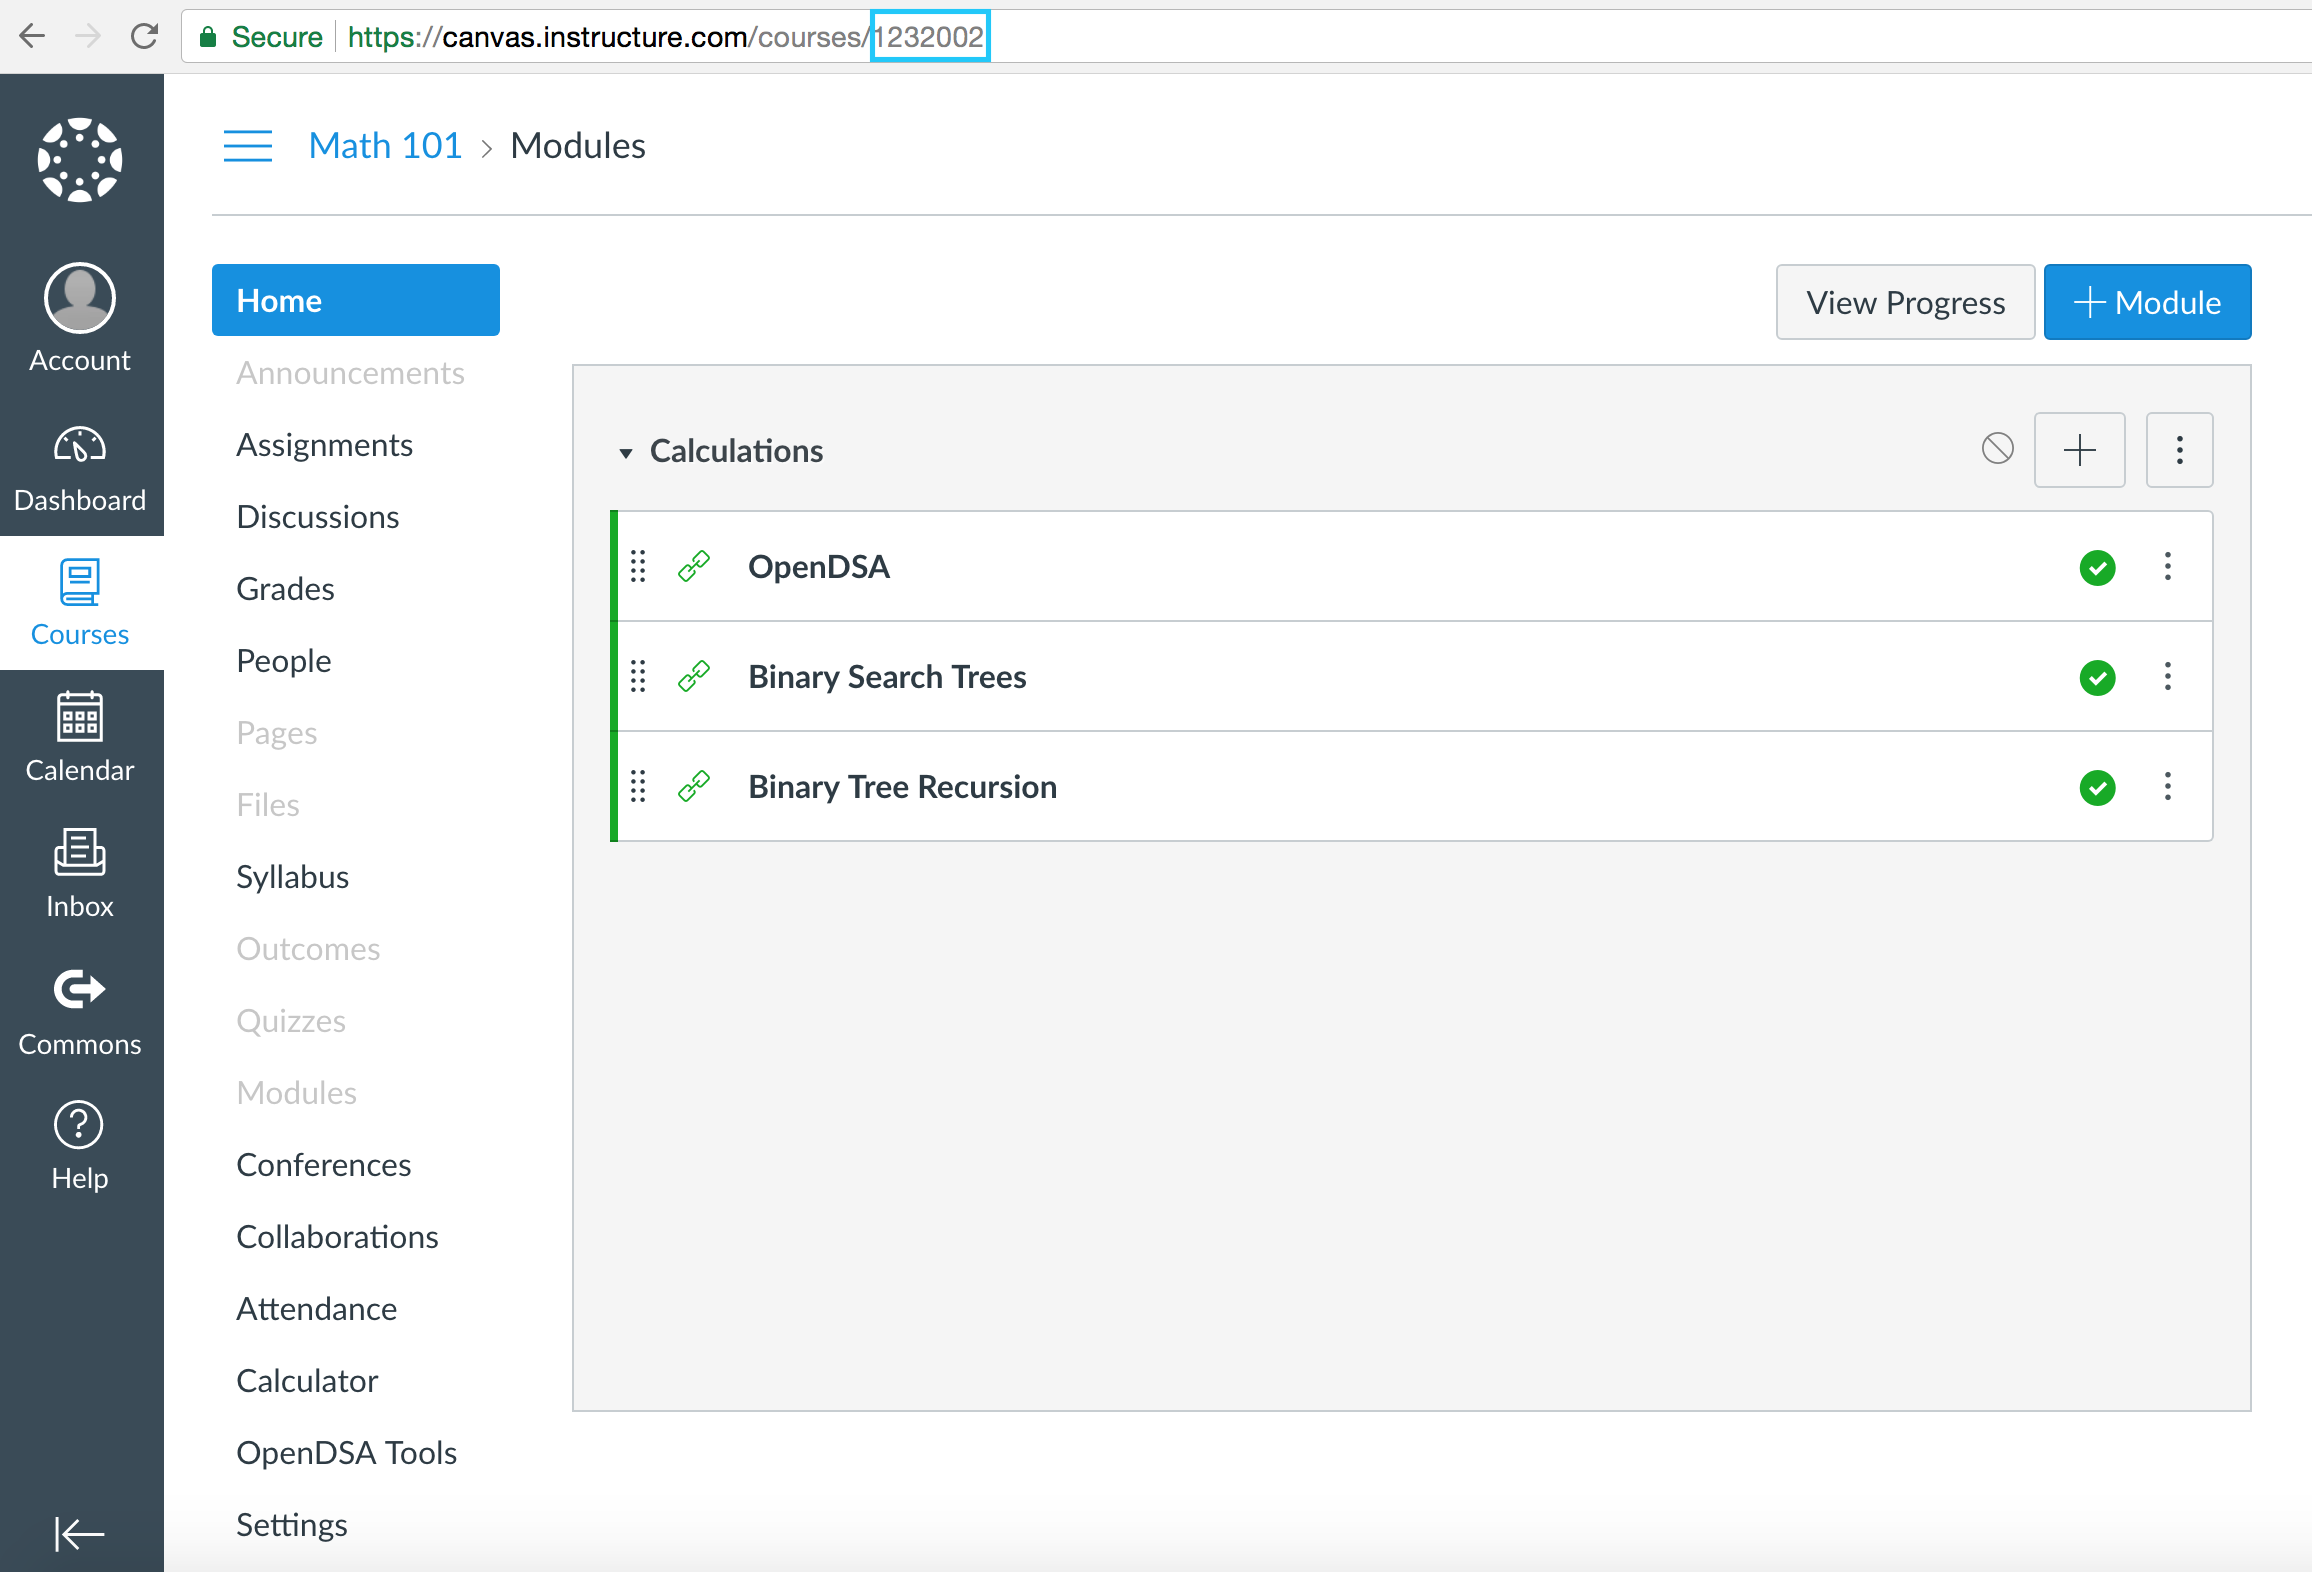 Secure https://canvas.instructure.com/courses/1232002
Math 101 > Modules
Account
Dashboard
Courses
Calendar
Inbox
Commons
Help
Home
Announcements
Assignments
Discussions
Grades
People
Pages
Files
Syllabus
Outcomes
Quizzes
Modules
Conferences
Collaborations
Attendance
Calculator
OpenDSA Tools
Settings
View Progress
+ Module
Calculations
OpenDSA
Binary Search Trees
Binary Tree Recursion